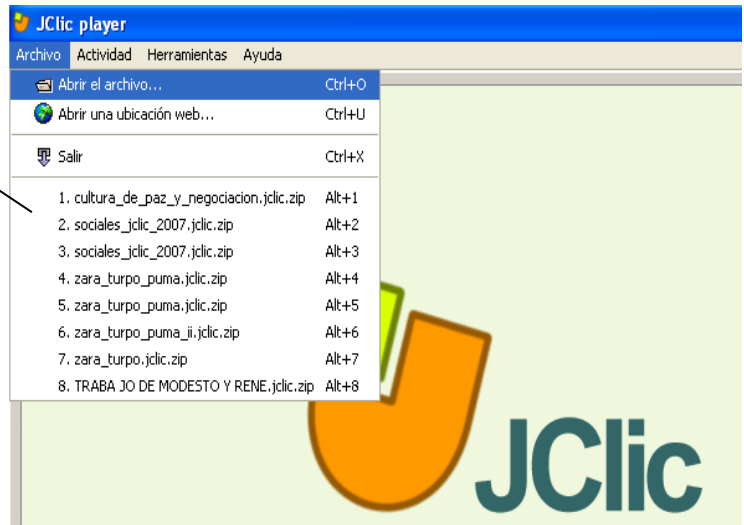 JClic player
Archivo Actividad Herramientas Ayuda
Abrir el archivo... Ctrl+O
Abrir una ubicación web... Ctrl+U
Salir Ctrl+X
1. cultura_de_paz_y_negociacion.jclic.zip Alt+1
2. sociales_jclic_2007.jclic.zip Alt+2
3. sociales_jclic_2007.jclic.zip Alt+3
4. zara_turpo_puma.jclic.zip Alt+4
5. zara_turpo_puma.jclic.zip Alt+5
6. zara_turpo_puma_ii.jclic.zip Alt+6
7. zara_turpo.jclic.zip Alt+7
8. TRABA JO DE MODESTO Y RENE.jclic.zip Alt+8
JClic